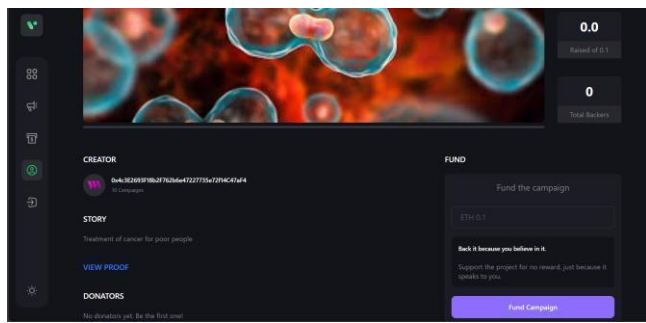 0.0
Raised of 0.1
0
Total Backers
CREATOR
10 Campaigns
STORY
Treatment of cancer for poor people
VIEW PROOF
DONATORS
No donators yet. Be the first one!
FUND
Fund the campaign
ETH 0.1
Back it because you believe in it.
Support the project for no reward, just because it
speaks to you.
Fund Campaign